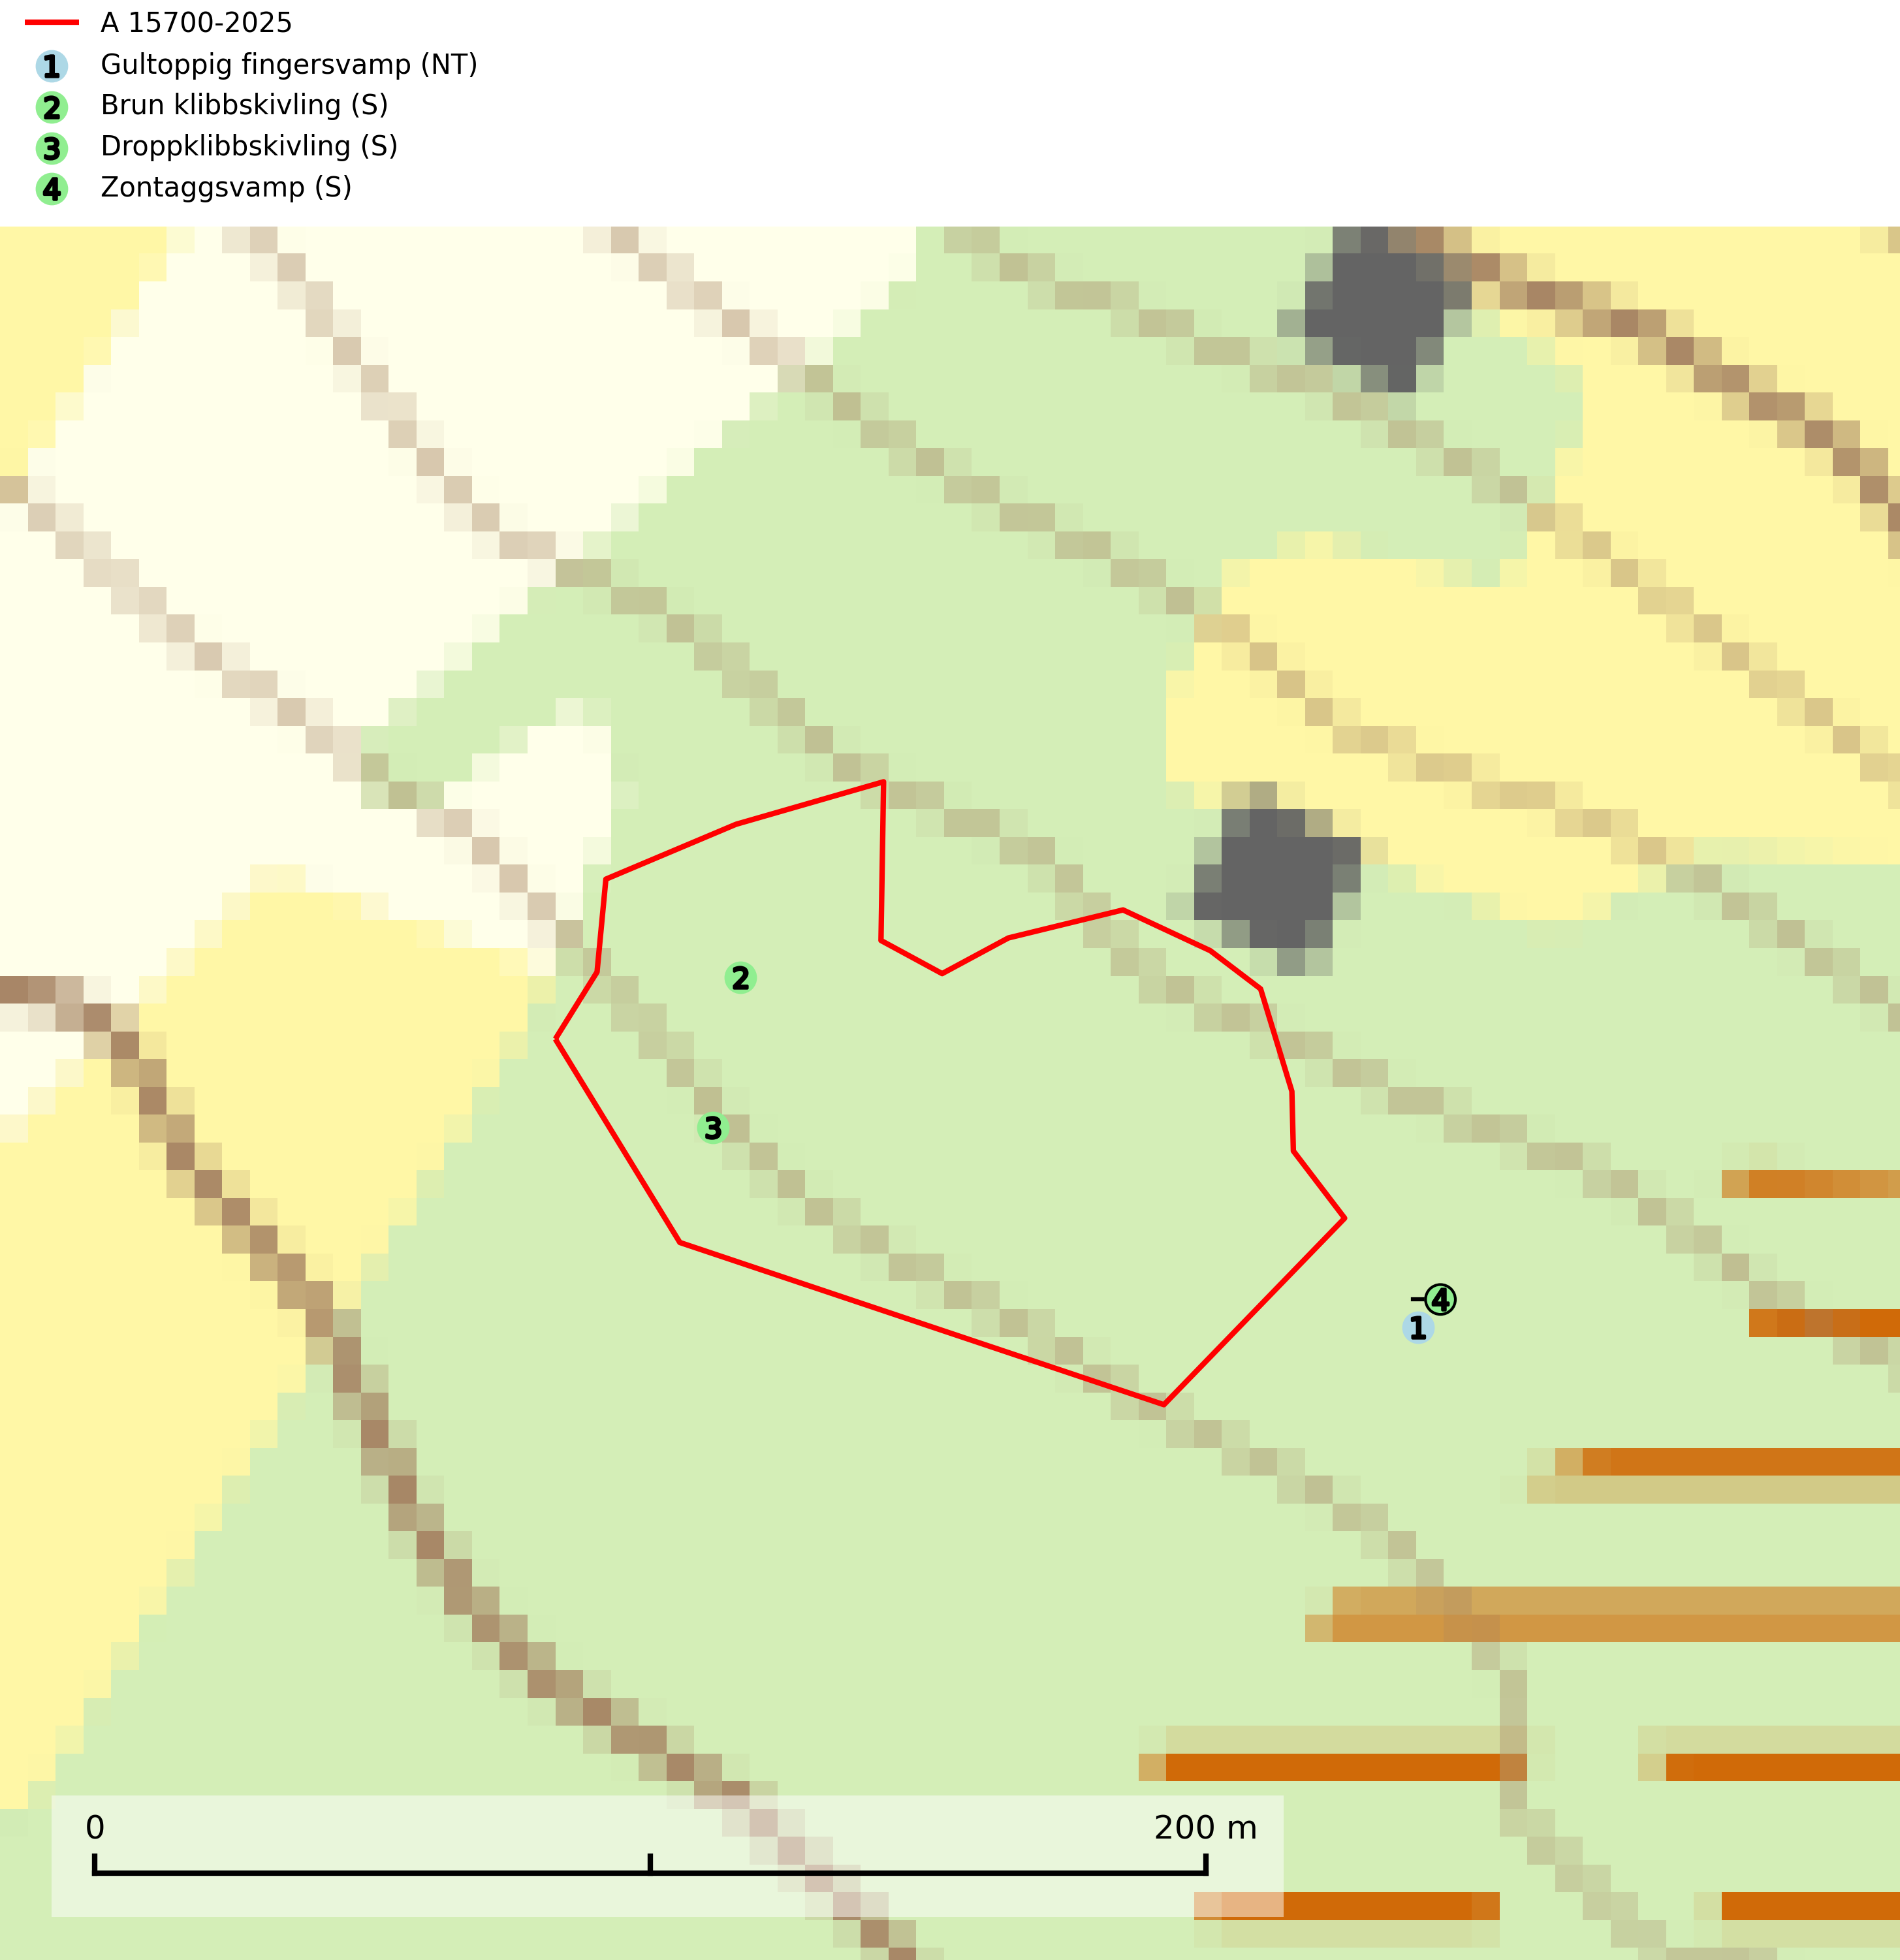 A 15700-2025
1 Gultoppig fingersvamp (NT)
2 Brun klibbskivling (S)
3 Droppklibbskivling (S)
4 Zontaggsvamp (S)
2
3
4
1
0 200 m